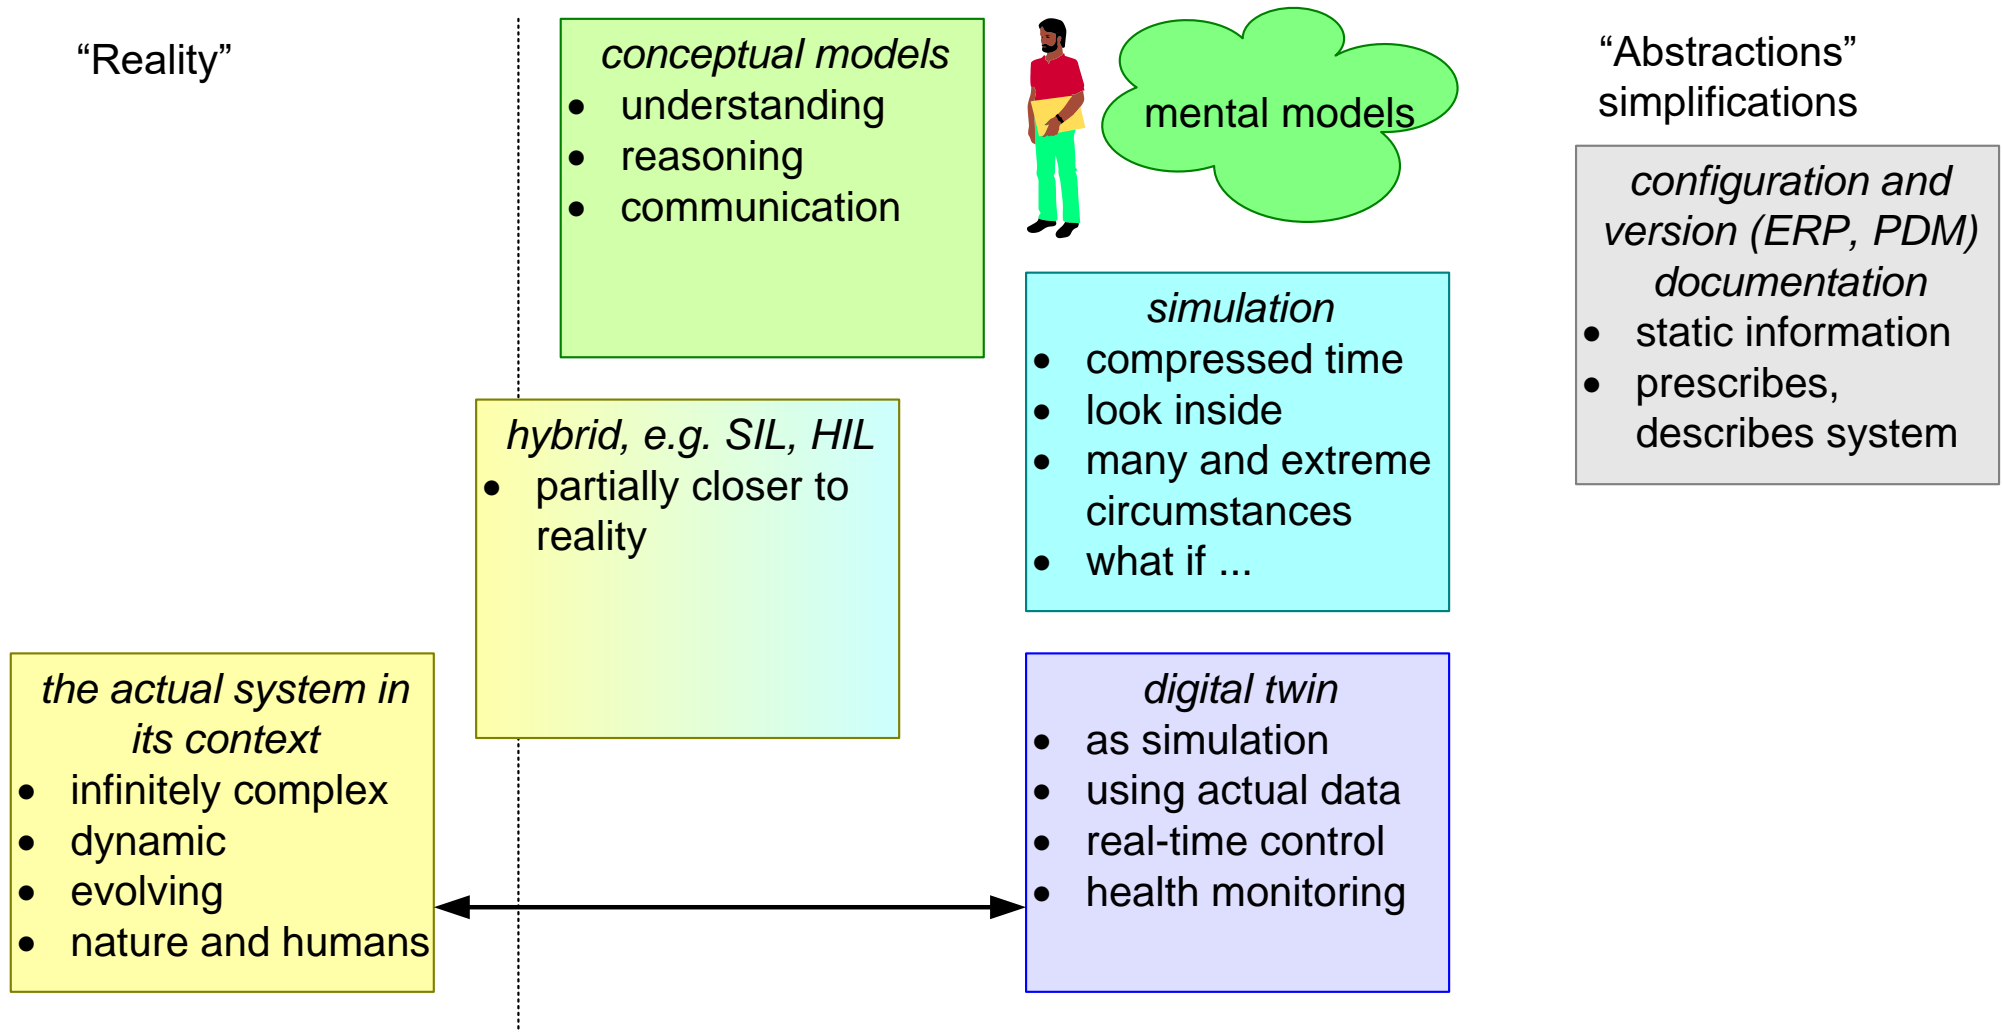 “Reality”
conceptual models
• understanding
• reasoning
• communication
mental models
“Abstractions”
simplifications
configuration and
version (ERP, PDM)
documentation
• static information
• prescribes,
describes system
simulation
• compressed time
• look inside
• many and extreme
circumstances
• what if ...
hybrid, e.g. SIL, HIL
• partially closer to
reality
the actual system in
its context
• infinitely complex
• dynamic
• evolving
• nature and humans
digital twin
• as simulation
• using actual data
• real-time control
• health monitoring